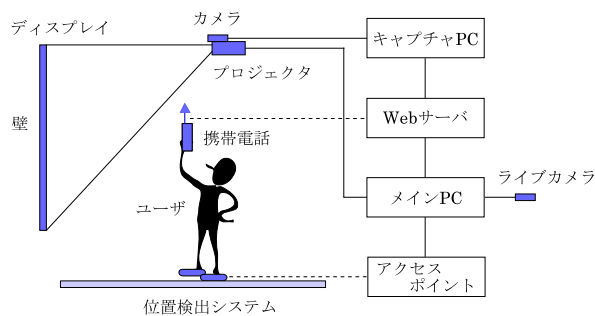 ディスプレイ
カメラ
キャプチャPC
プロジェクタ
壁
Webサーバ
携帯電話
ライブカメラ
メインPC
ユーザ
アクセス
ポイント
位置検出システム